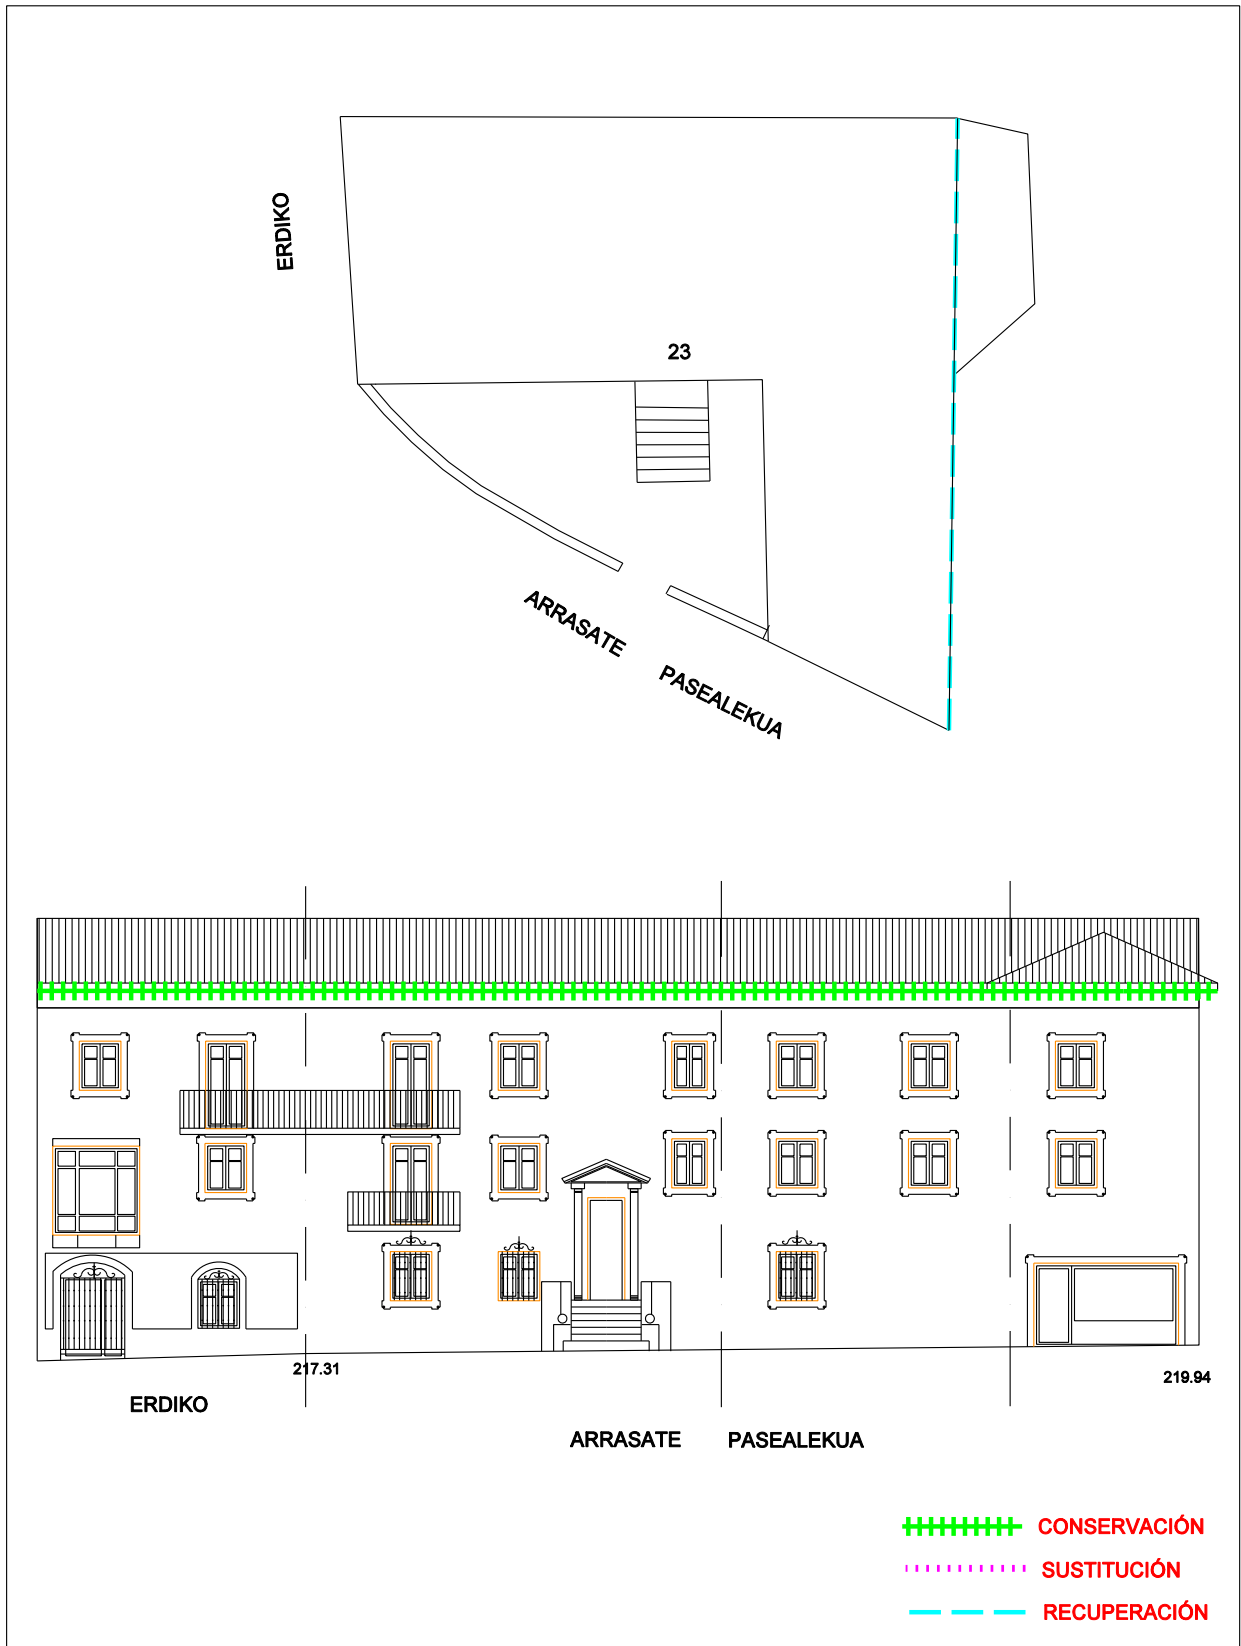 ERDIKO
23
ARRASATE PASEALEKUA
217.31
219.94
ERDIKO
ARRASATE PASEALEKUA
CONSERVACIÓN
SUSTITUCIÓN
RECUPERACIÓN